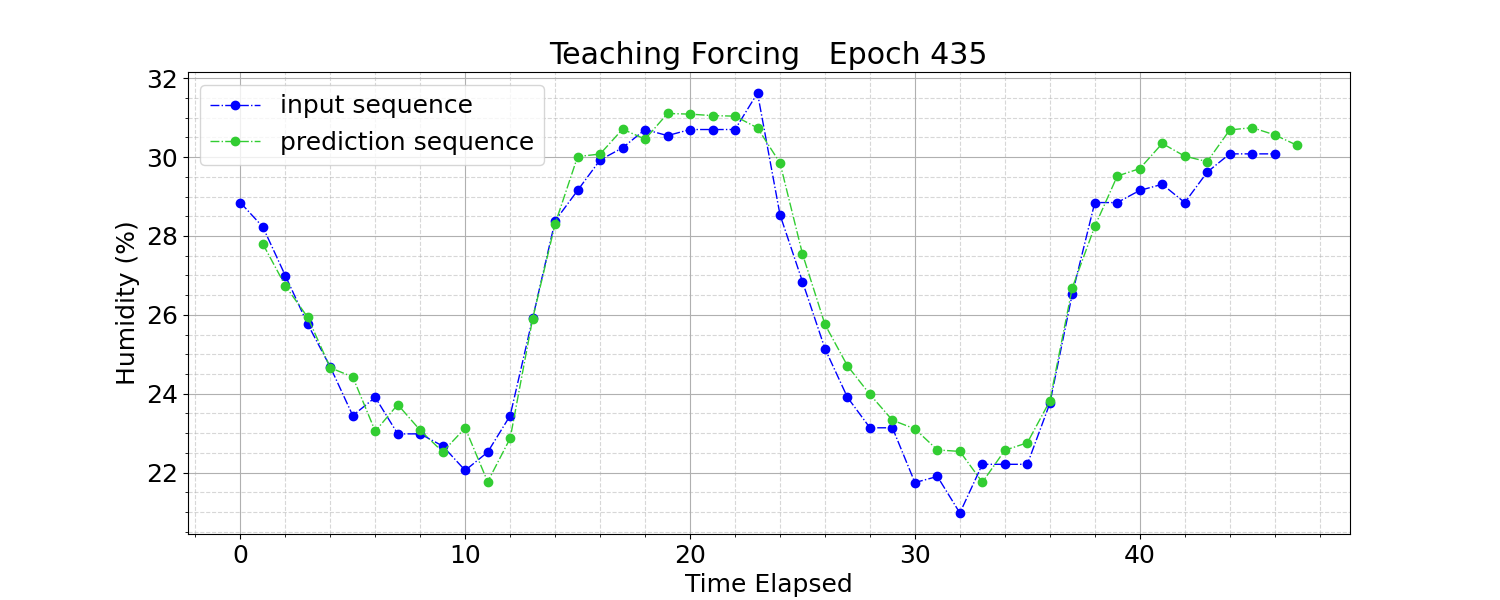 Teaching Forcing   Epoch 435
input sequence
prediction sequence
Humidity (%)
32
30
28
26
24
22
0 10 20 30 40
Time Elapsed